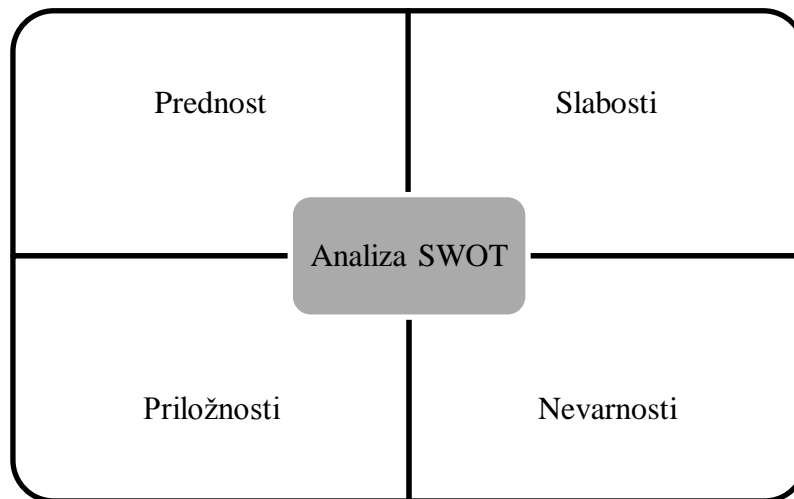 Prednost
Slabosti
Analiza SWOT
Priložnosti
Nevarnosti